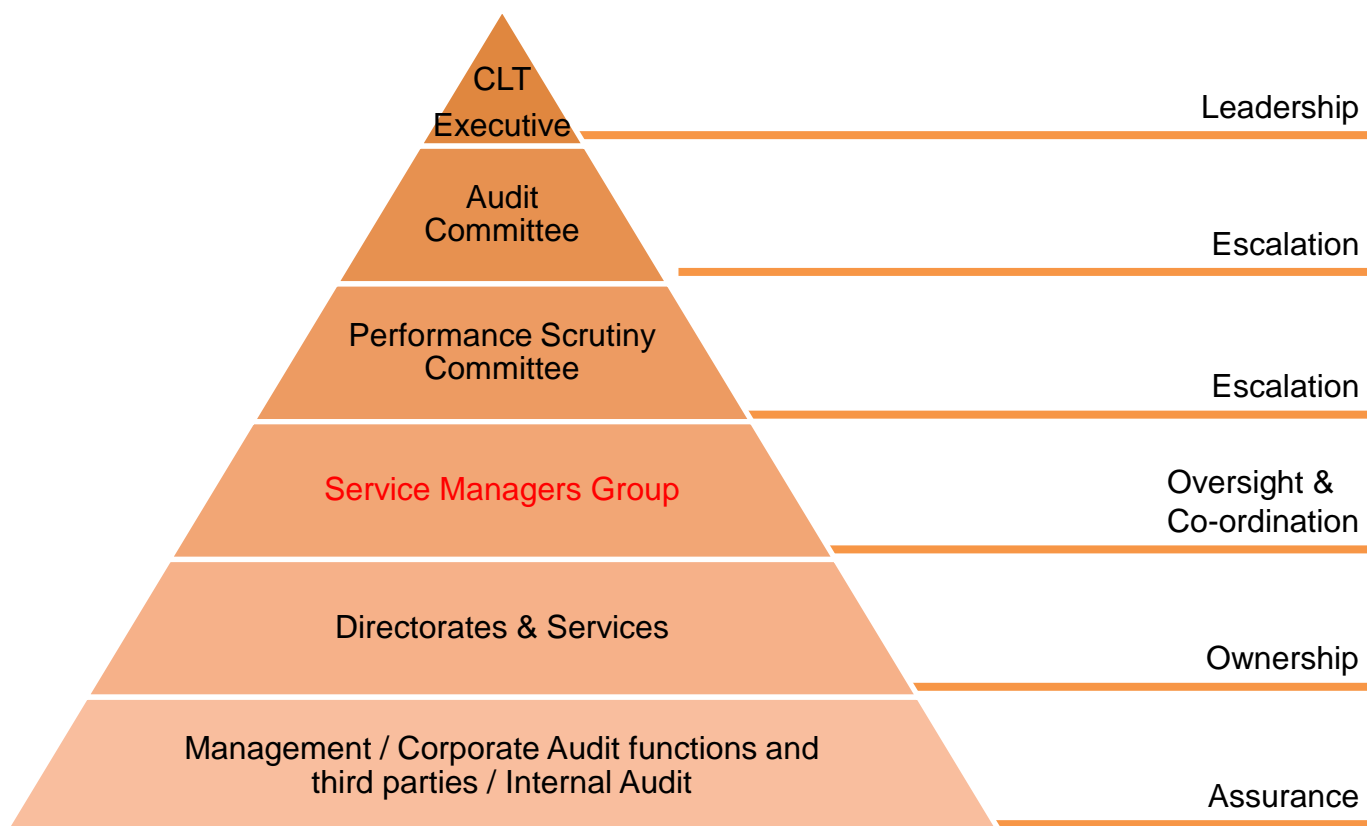 CLT
Executive
Leadership
Audit
Committee
Escalation
Performance Scrutiny
Committee
Escalation
Service Managers Group
Oversight &
Co-ordination
Directorates & Services
Ownership
Management / Corporate Audit functions and
third parties / Internal Audit
Assurance